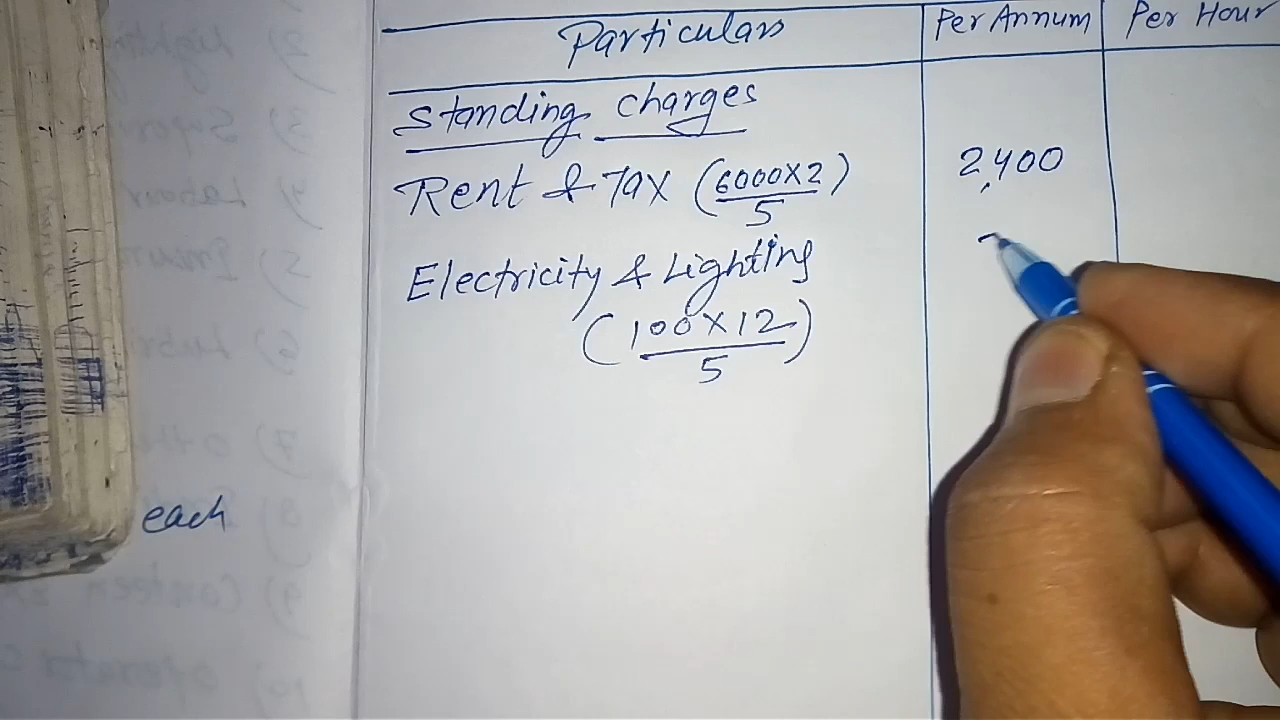 Particulars Per Annum Per Hour
Standing Charges
Rent & Tax (6000×2)/5 2,400
Electricity & Lighting
(100×12)/5
each